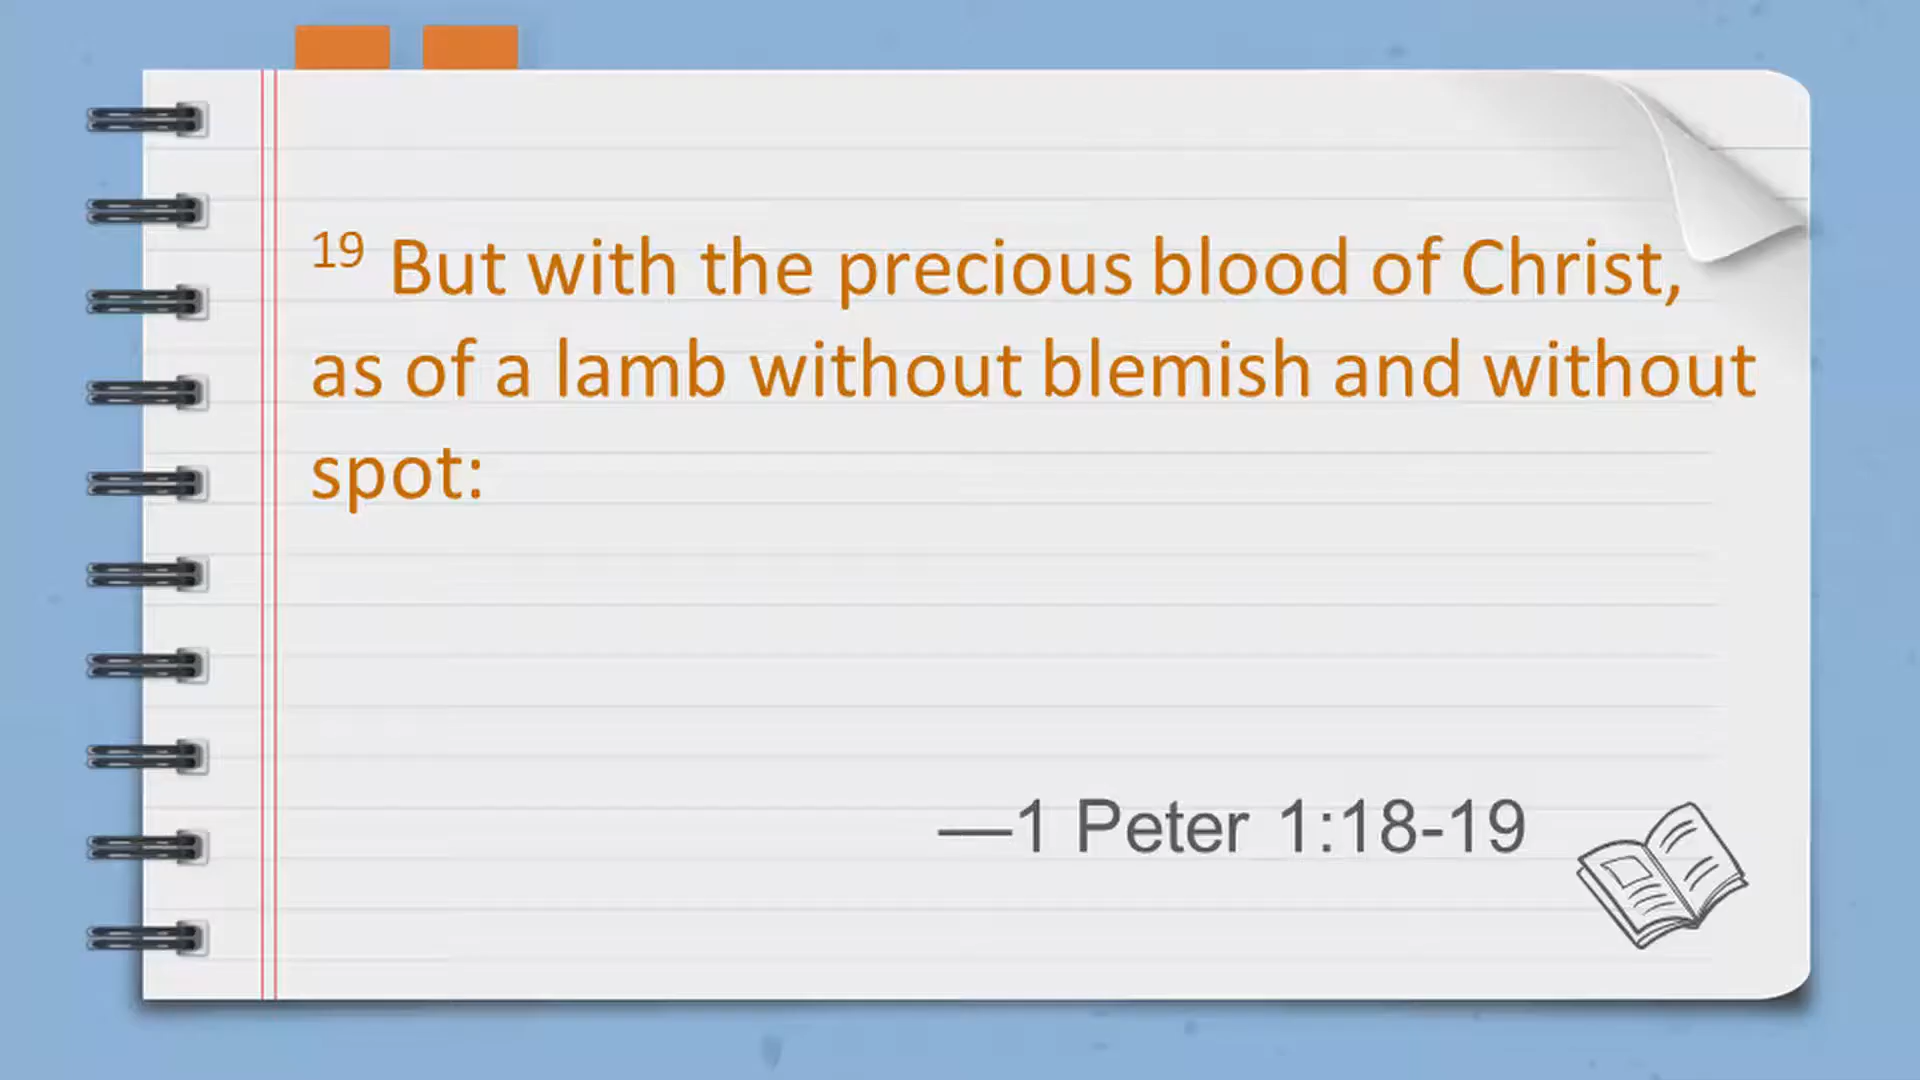 19 But with the precious blood of Christ,
as of a lamb without blemish and without
spot:
—1 Peter 1:18-19